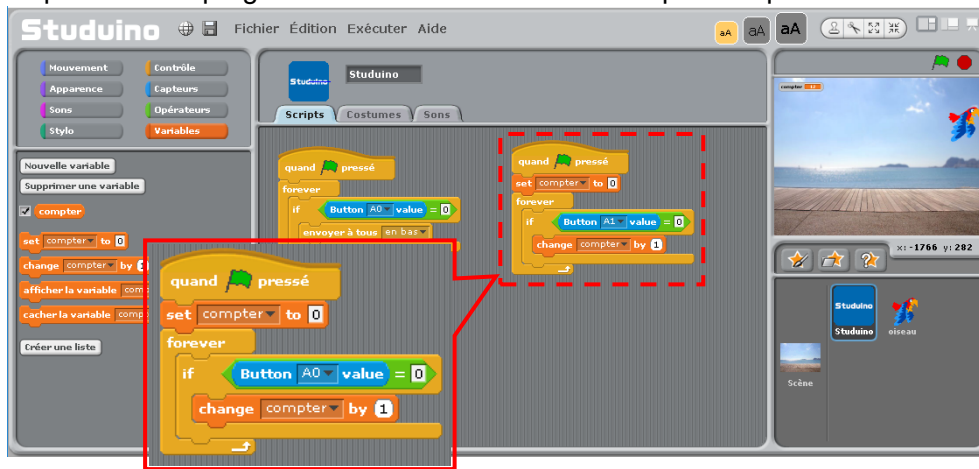 Studuino Fichier Édition Exécuter Aide aA aA aA
Mouvement Contrôle
Apparence Capteurs
Sons Opérateurs
Stylo Variables
Nouvelle variable
Supprimer une variable
compter
set compter to 0
change compter by
afficher la variable com
cacher la variable comp
Créer une liste
Studuino Studuino
Scripts Costumes Sons
quand pressé
forever
if Button A0 value = 0
envoyer à tous en bas
quand pressé
set compter to 0
forever
if Button A1 value = 0
change compter by 1
quand pressé
set compter to 0
forever
if Button A0 value = 0
change compter by 1
compter
x: -1766 y: 282
Studuino
Studuino oiseau
Scène